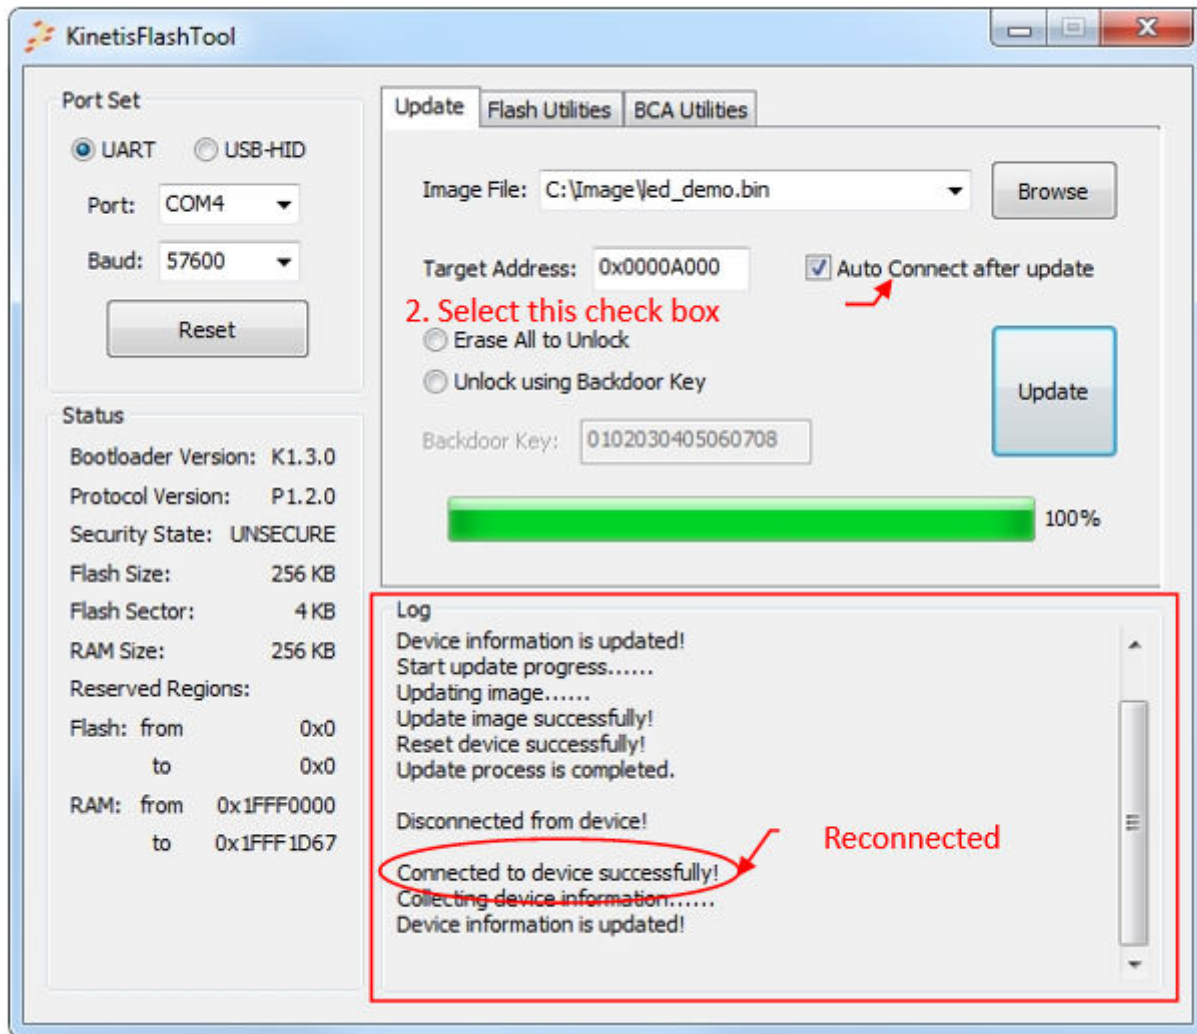 KinetisFlashTool
Port Set
UART USB-HID
Port: COM4
Baud: 57600
Reset
Status
Bootloader Version: K1.3.0
Protocol Version: P1.2.0
Security State: UNSECURE
Flash Size: 256 KB
Flash Sector: 4 KB
RAM Size: 256 KB
Reserved Regions:
Flash: from 0x0
to 0x0
RAM: from 0x1FFF0000
to 0x1FFF1D67
Update Flash Utilities BCA Utilities
Image File: C:\Image\led_demo.bin Browse
Target Address: 0x0000A000 Auto Connect after update
2. Select this check box
Erase All to Unlock
Unlock using Backdoor Key
Update
Backdoor Key: 0102030405060708
100%
Log
Device information is updated!
Start update progress......
Updating image......
Update image successfully!
Reset device successfully!
Update process is completed.
Disconnected from device!
Reconnected
Connected to device successfully!
Collecting device information......
Device information is updated!